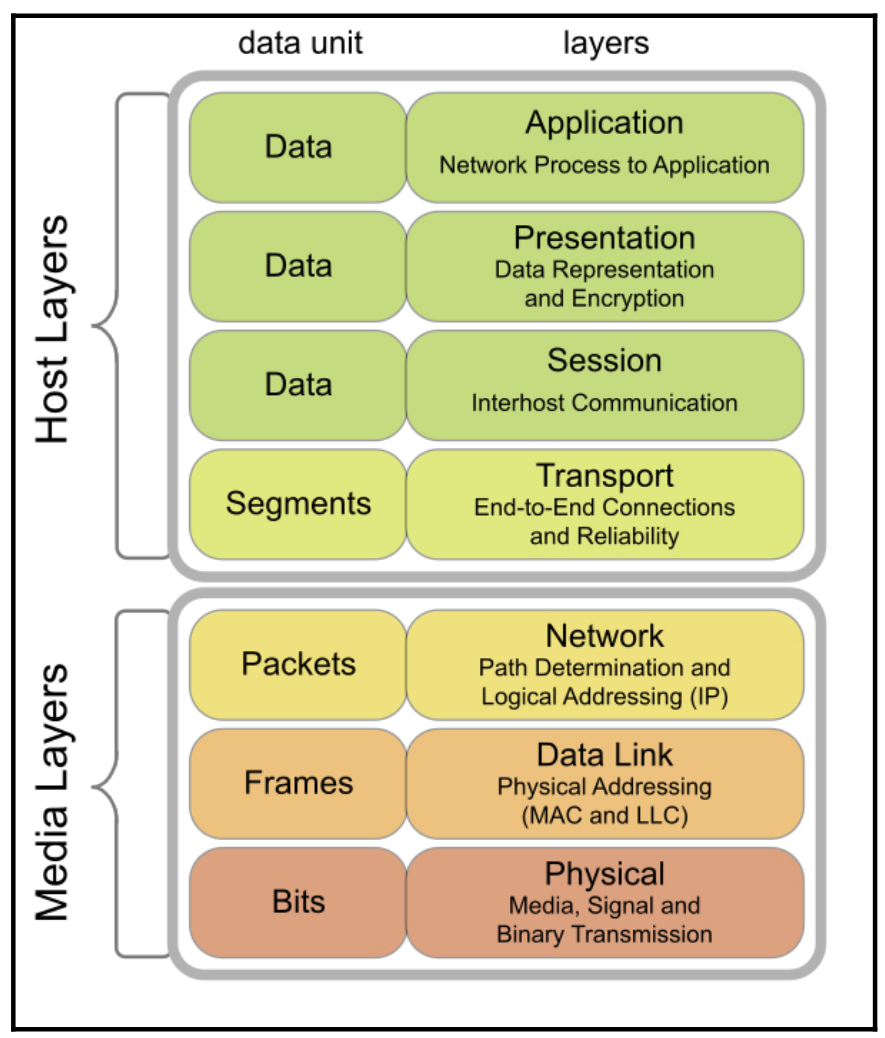 data unit
layers
Host Layers
Data
Application
Network Process to Application
Data
Presentation
Data Representation
and Encryption
Data
Session
Interhost Communication
Segments
Transport
End-to-End Connections
and Reliability
Media Layers
Packets
Network
Path Determination and
Logical Addressing (IP)
Frames
Data Link
Physical Addressing
(MAC and LLC)
Bits
Physical
Media, Signal and
Binary Transmission